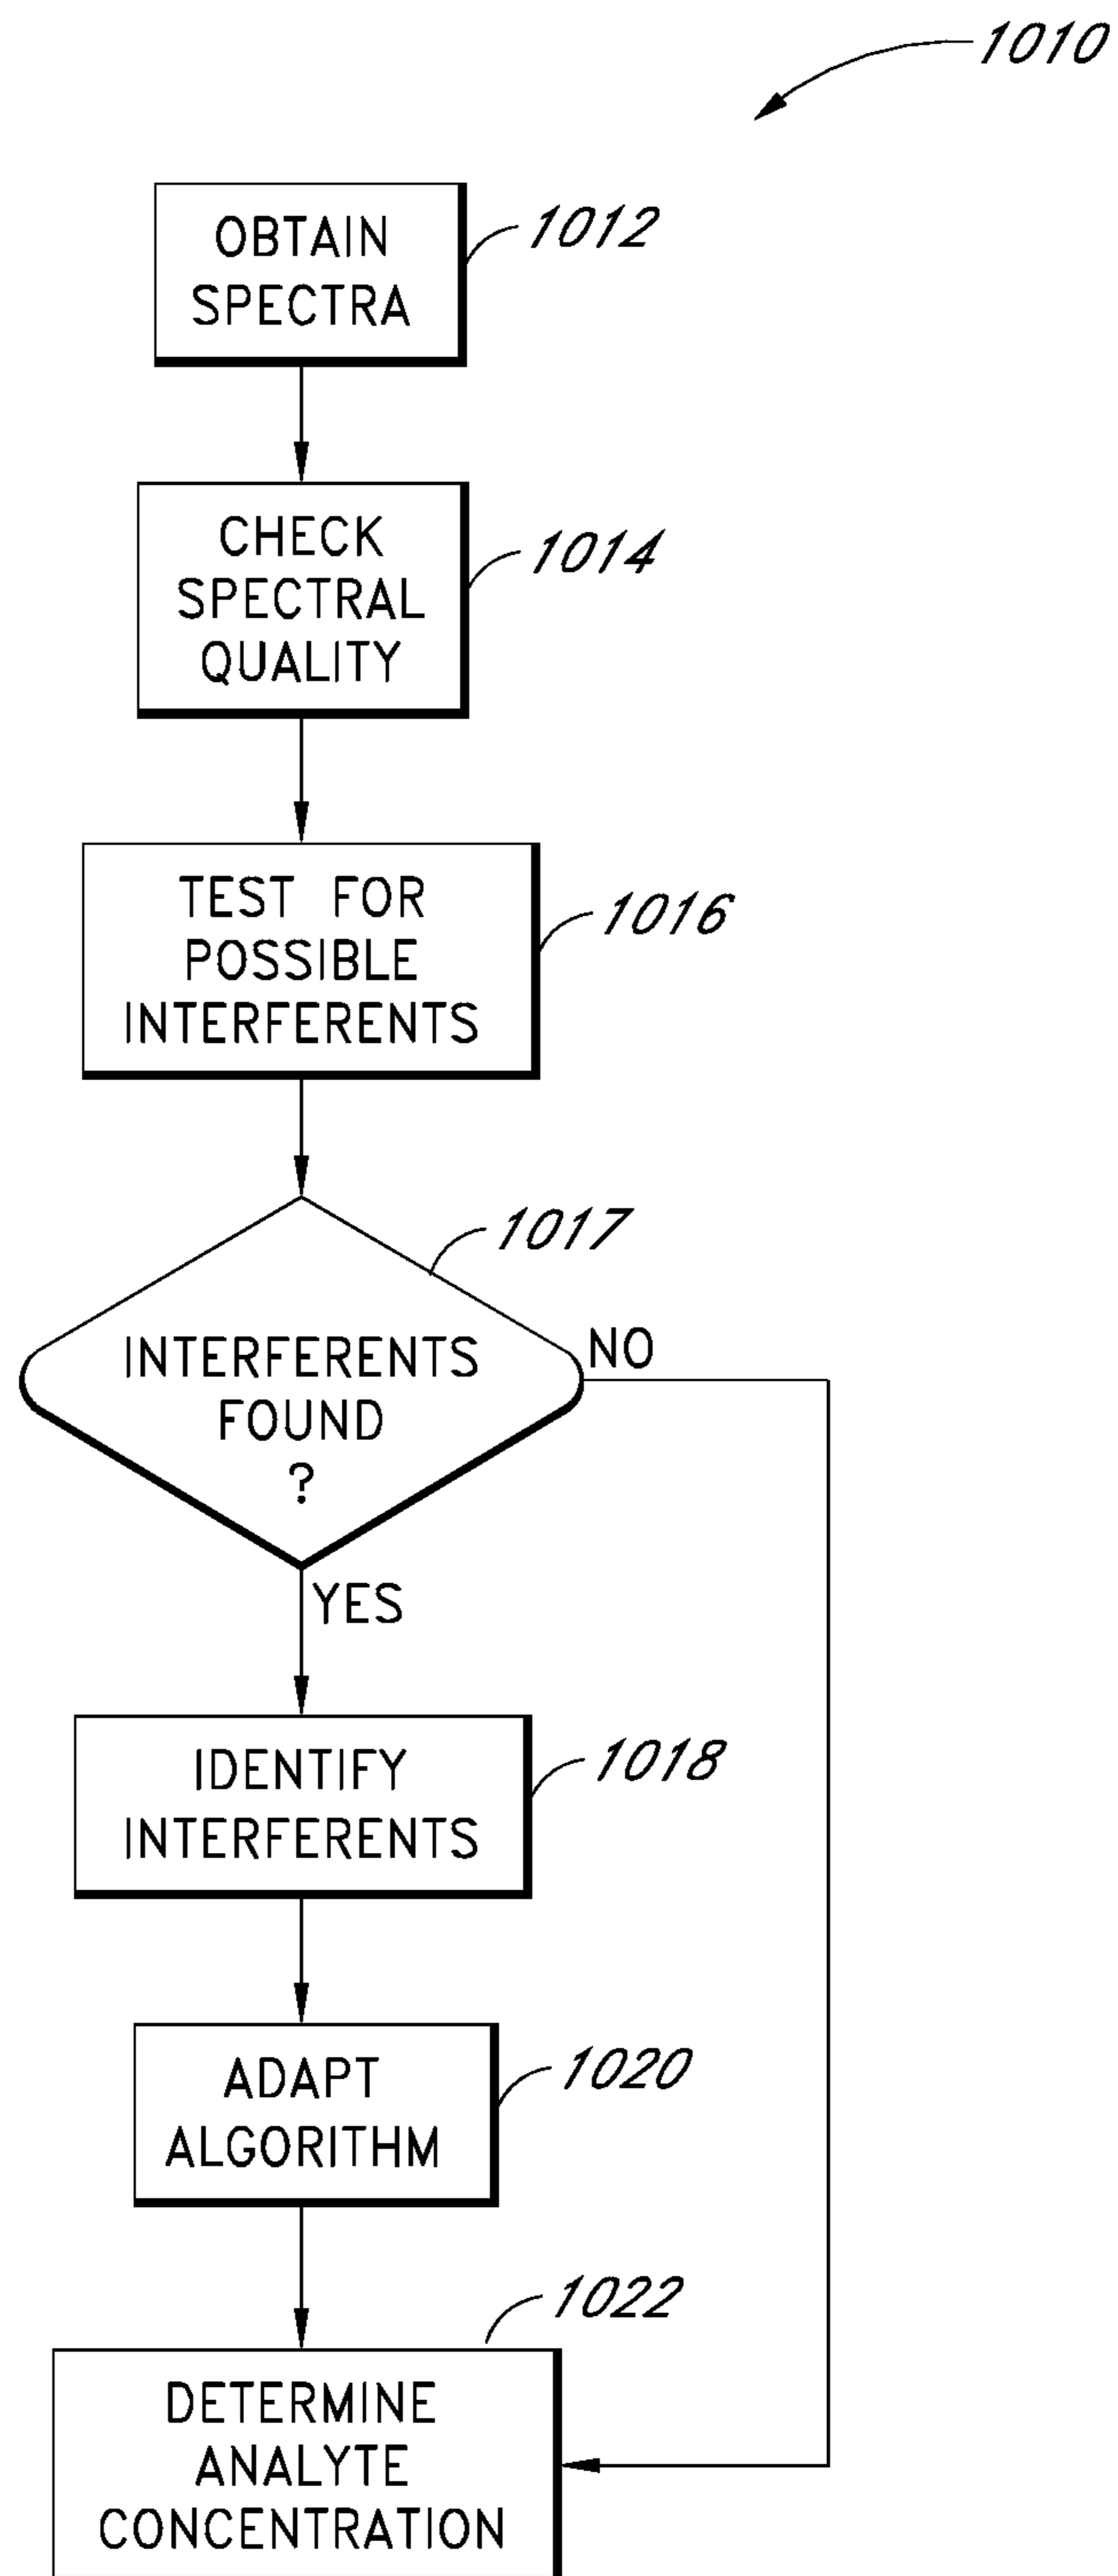 1010
OBTAIN
SPECTRA
1012
CHECK
SPECTRAL
QUALITY
1014
TEST FOR
POSSIBLE
INTERFERENTS
1016
1017
INTERFERENTS
FOUND
?
NO
YES
IDENTIFY
INTERFERENTS
1018
ADAPT
ALGORITHM
1020
1022
DETERMINE
ANALYTE
CONCENTRATION